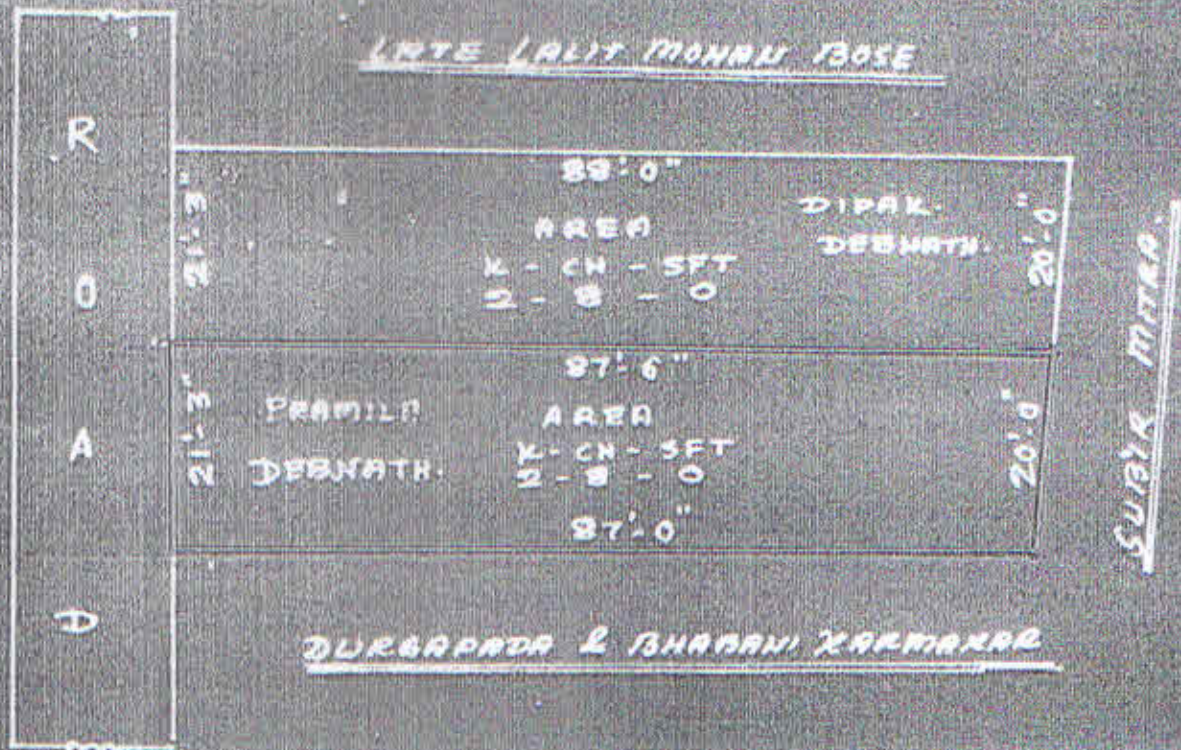 LATE LALIT MOHAN BOSE
ROAD
88'-0"
21'-3"
AREA
K - CH - SFT
2 - 8 - 0
DIPAK.
DEBNATH.
20'-0"
87'-6"
21'-3"
PRAMILA
DEBNATH.
AREA
K - CH - SFT
2 - 8 - 0
20'-0"
87'-0"
SUBIR MITRA.
DURGAPADA & BHABANI KARMAKAR